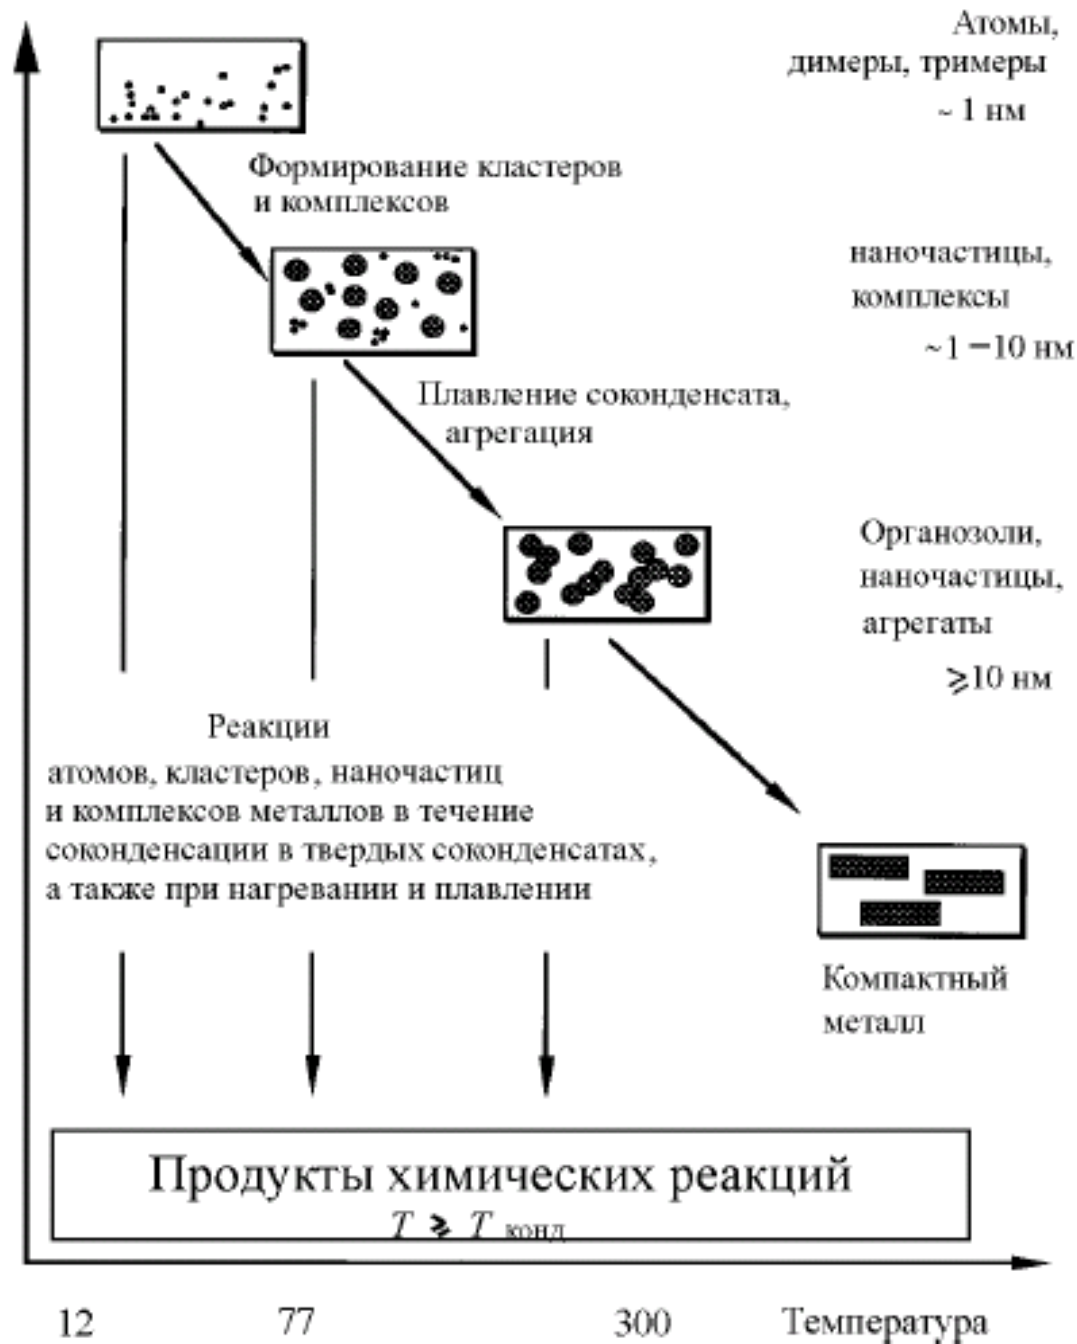 Атомы,
димеры, тримеры
~ 1 нм
Формирование кластеров
и комплексов
наночастицы,
комплексы
~1 −10 нм
Плавление соконденсата,
агрегация
Органозоли,
наночастицы,
агрегаты
⩾10 нм
Реакции
атомов, кластеров, наночастиц
и комплексов металлов в течение
соконденсации в твердых соконденсатах,
а также при нагревании и плавлении
Компактный
металл
Продукты химических реакций
T ⩾ T конд
12 77 300 Температура